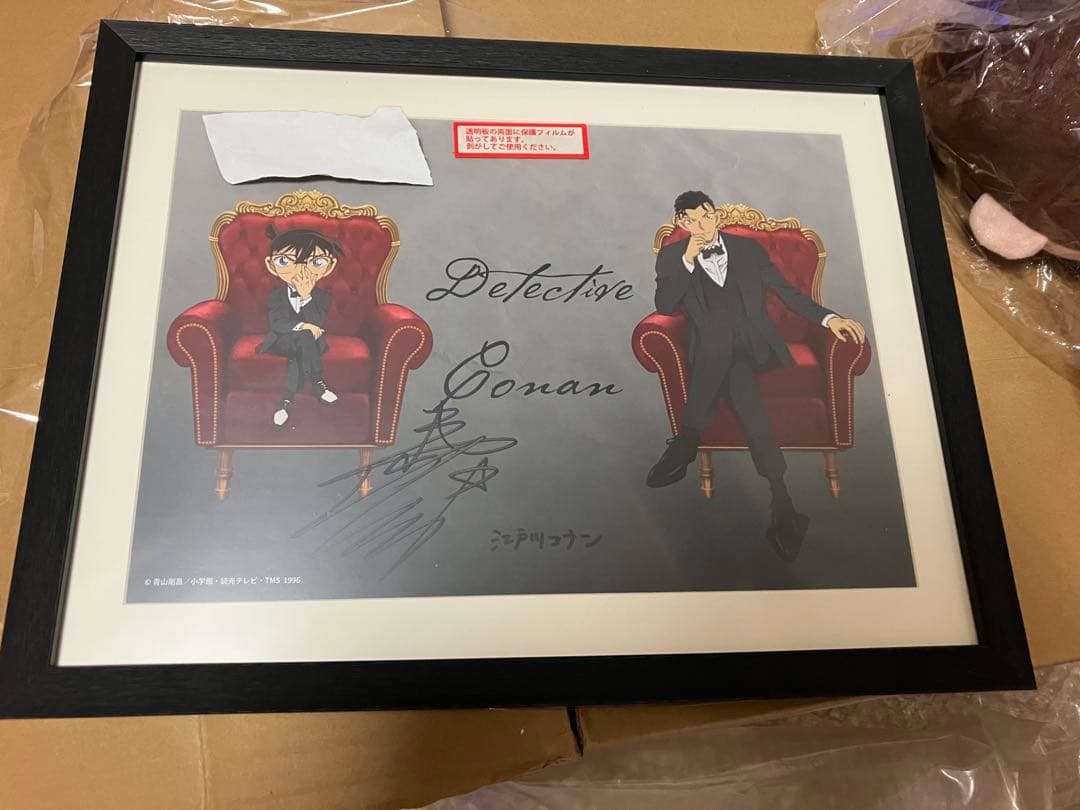 透明板の両面に保護フィルムが
貼ってあります。
剥がしてご使用ください。
Detective
Conan
江戸川コナン
© 青山剛昌／小学館・読売テレビ・TMS 1996